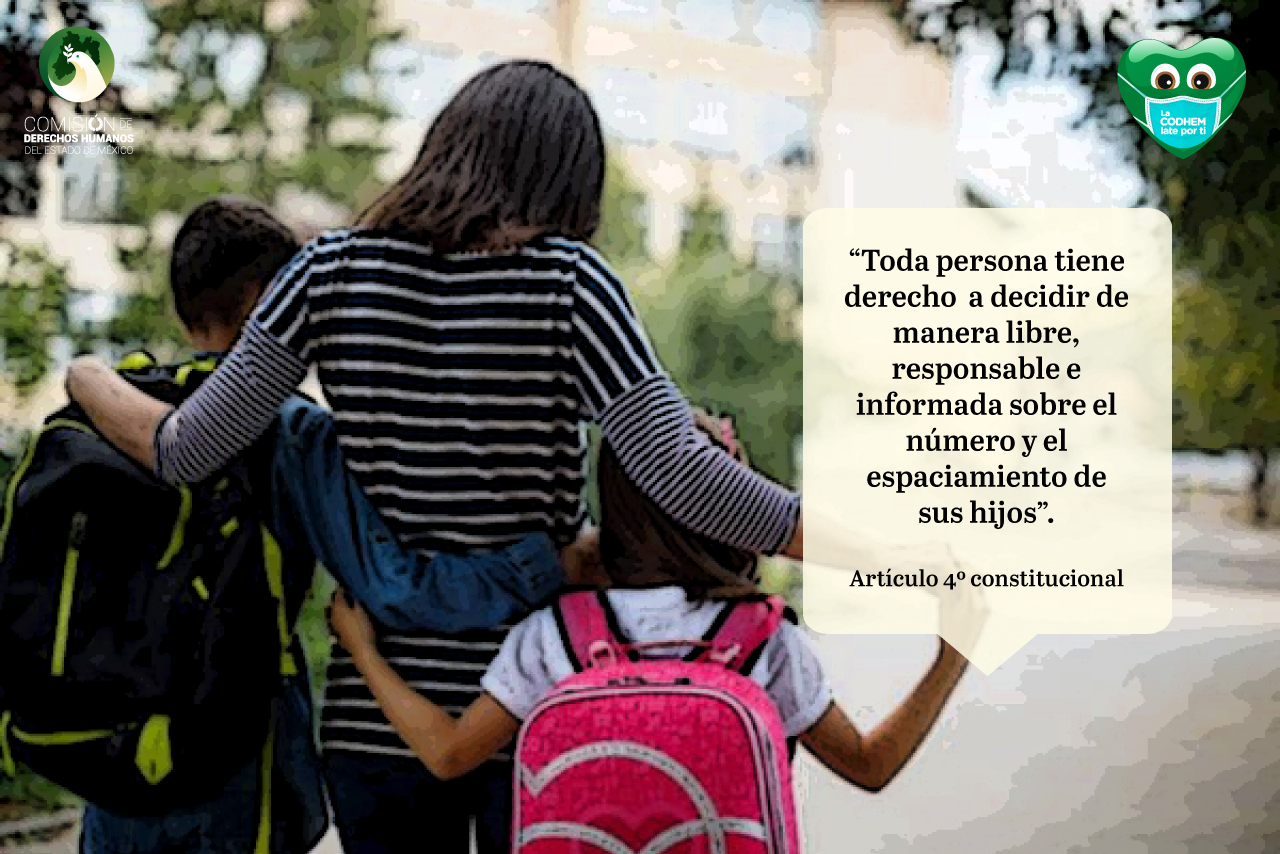 COMISIÓN DE
DERECHOS HUMANOS
DEL ESTADO DE MÉXICO
La
CODHEM
late por ti
“Toda persona tiene
derecho a decidir de
manera libre,
responsable e
informada sobre el
número y el
espaciamiento de
sus hijos”.
Artículo 4º constitucional